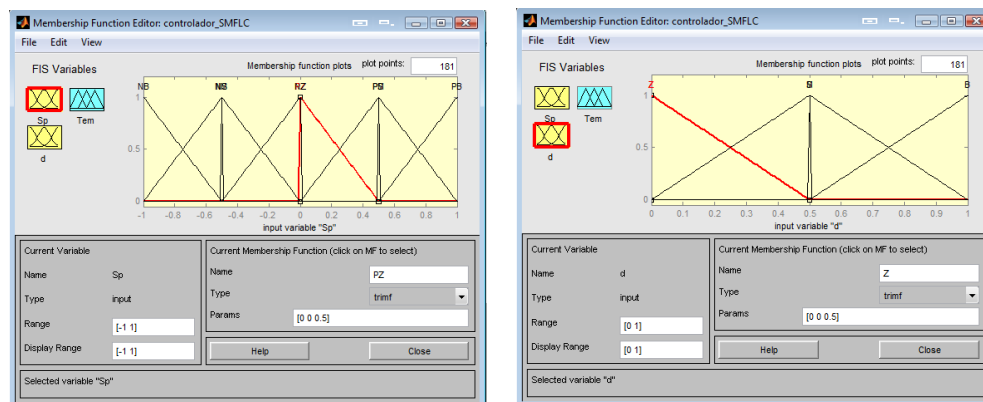 Membership Function Editor: controlador_SMFLC
File Edit View
FIS Variables
Membership function plots plot points: 181
NB PB
1
0.5
0
Sp Tem
d
-1 -0.8 -0.6 -0.4 -0.2 0 0.2 0.4 0.6 0.8 1
input variable "Sp"
Current Variable
Name Sp
Type input
Range [-1 1]
Display Range [-1 1]
Current Membership Function (click on MF to select)
Name PZ
Type trimf
Params [0 0 0.5]
Help Close
Selected variable "Sp"
Membership Function Editor: controlador_SMFLC
File Edit View
FIS Variables
Membership function plots plot points: 181
Z B
1
0.5
0
Sp Tem
d
0 0.1 0.2 0.3 0.4 0.5 0.6 0.7 0.8 0.9 1
input variable "d"
Current Variable
Name d
Type input
Range [0 1]
Display Range [0 1]
Current Membership Function (click on MF to select)
Name Z
Type trimf
Params [0 0 0.5]
Help Close
Selected variable "d"